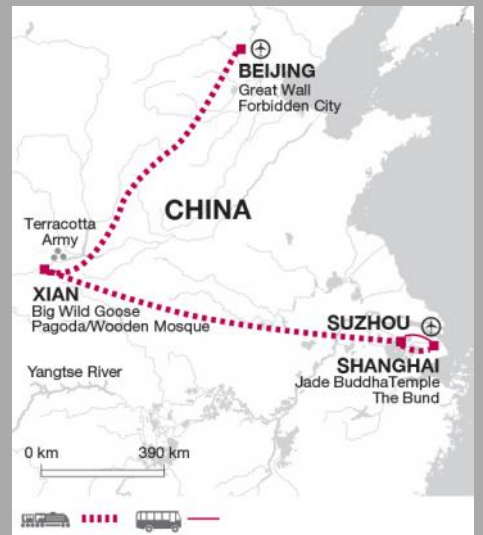 BEIJING
Great Wall
Forbidden City
CHINA
Terracotta
Army
XIAN
Big Wild Goose
Pagoda/Wooden Mosque
SUZHOU
SHANGHAI
Jade BuddhaTemple
The Bund
Yangtse River
0 km 390 km